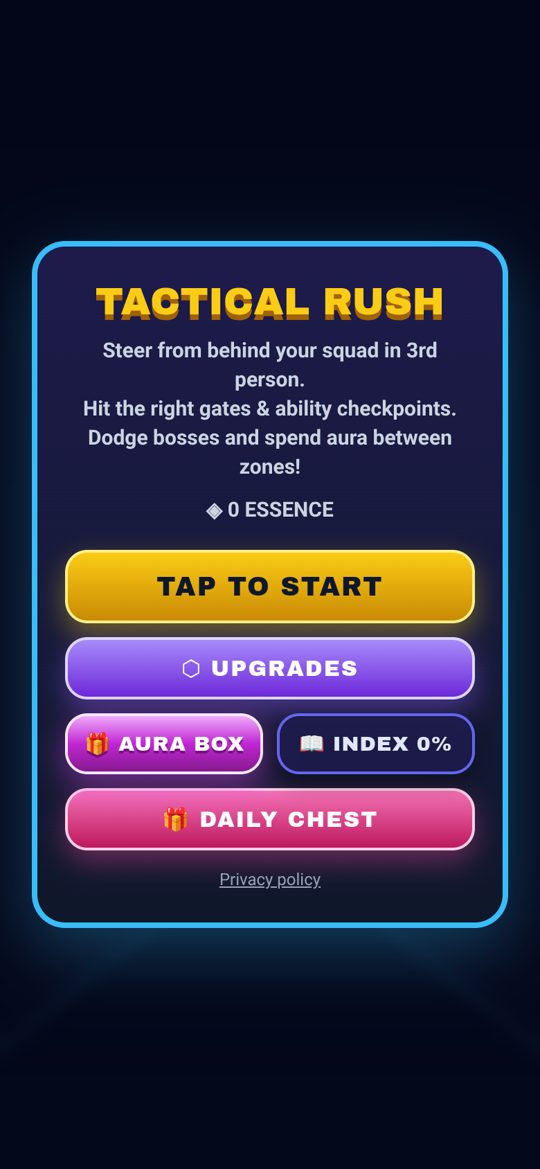 TACTICAL RUSH
Steer from behind your squad in 3rd
person.
Hit the right gates & ability checkpoints.
Dodge bosses and spend aura between
zones!
◈ 0 ESSENCE
TAP TO START
⬡ UPGRADES
🎁 AURA BOX
📖 INDEX 0%
🎁 DAILY CHEST
Privacy policy